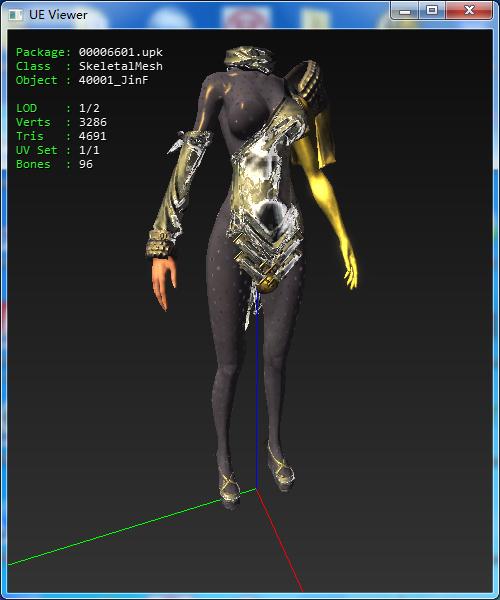 UE Viewer
Package: 00006601.upk
Class : SkeletalMesh
Object : 40001_JinF
LOD : 1/2
Verts : 3286
Tris : 4691
UV Set : 1/1
Bones : 96